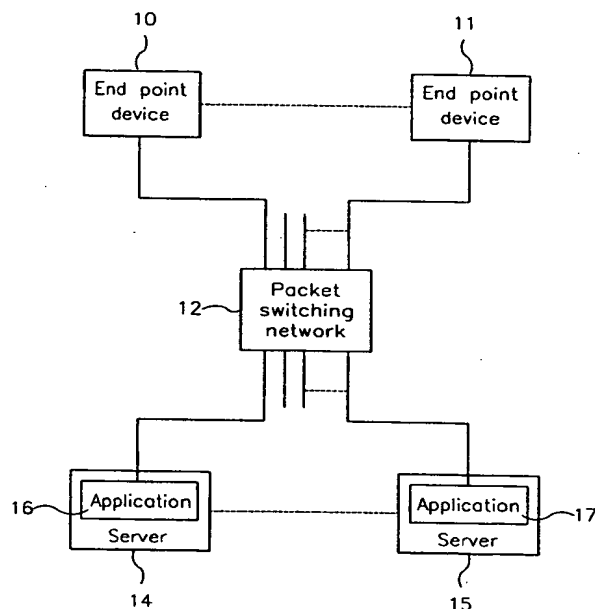 10
11
End point
device
End point
device
12
Packet
switching
network
16
Application
Server
Application
17
Server
14
15